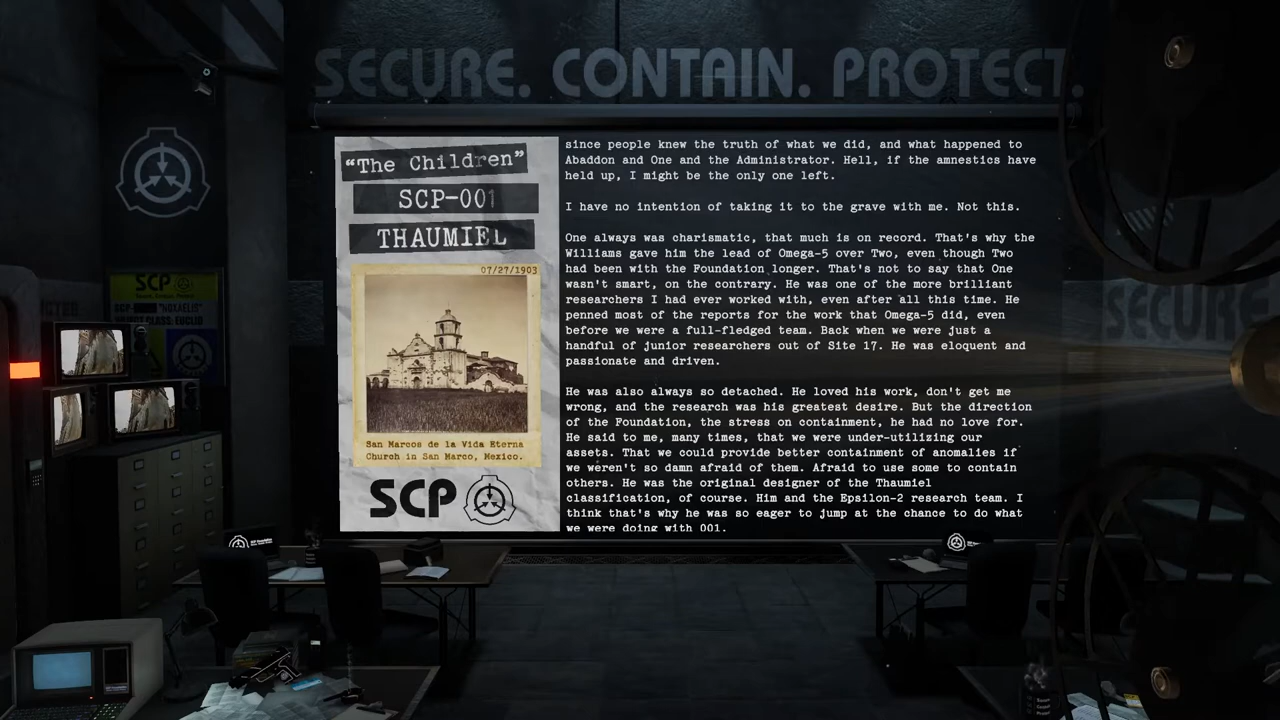 SECURE. CONTAIN. PROTECT.
"The Children"
SCP-001
THAUMIEL
07/27/1903
San Marcos de la Vida Eterna
Church in San Marco, Mexico.
SCP
since people knew the truth of what we did, and what happened to
Abaddon and One and the Administrator. Hell, if the amnestics have
held up, I might be the only one left.
I have no intention of taking it to the grave with me. Not this.
One always was charismatic, that much is on record. That's why the
Williams gave him the lead of Omega-5 over Two, even though Two
had been with the Foundation longer. That's not to say that One
wasn't smart, on the contrary. He was one of the more brilliant
researchers I had ever worked with, even after all this time. He
penned most of the reports for the work that Omega-5 did, even
before we were a full-fledged team. Back when we were just a
handful of junior researchers out of Site 17. He was eloquent and
passionate and driven.
He was also always so detached. He loved his work, don't get me
wrong, and the research was his greatest desire. But the direction
of the Foundation, the stress on containment, he had no love for.
He said to me, many times, that we were under-utilizing our
assets. That we could provide better containment of anomalies if
we weren't so damn afraid of them. Afraid to use some to contain
others. He was the original designer of the Thaumiel
classification, of course. Him and the Epsilon-2 research team. I
think that's why he was so eager to jump at the chance to do what
we were doing with 001.
SCP
SECURE